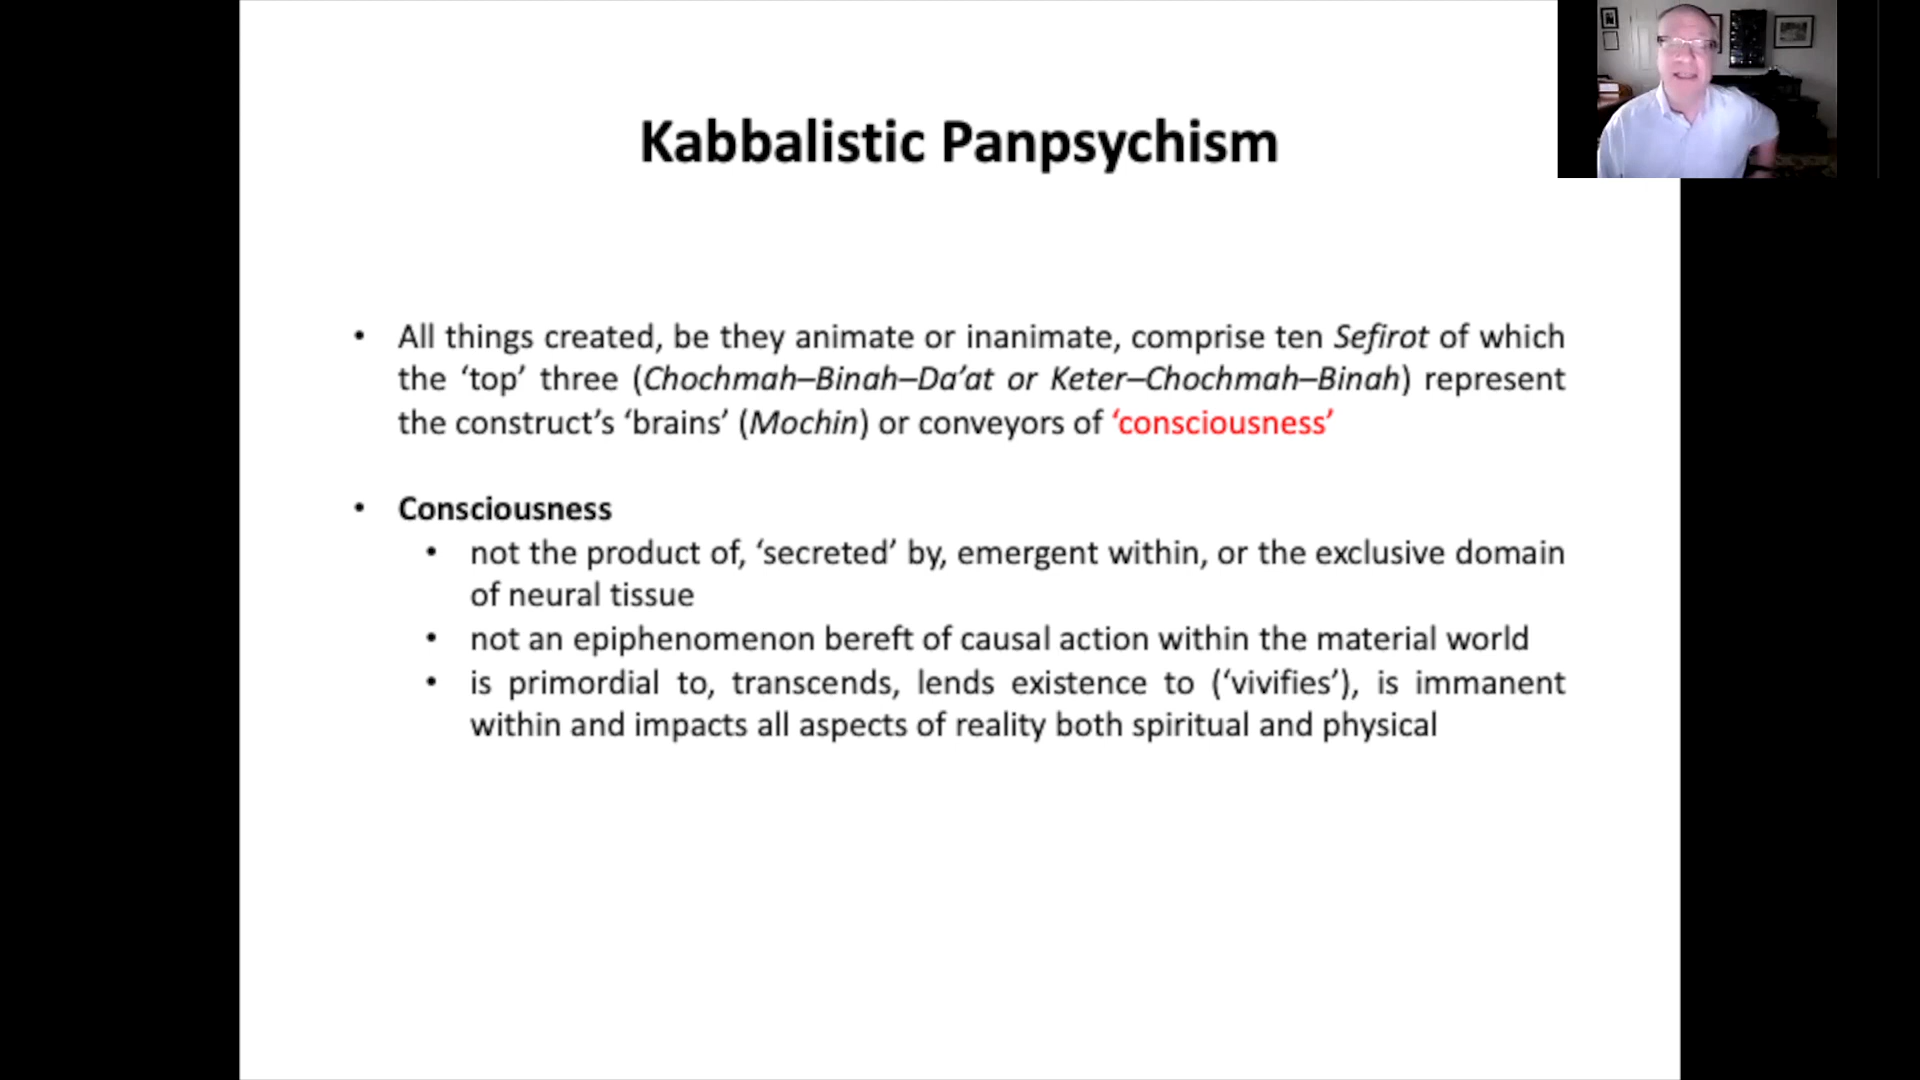 Kabbalistic Panpsychism
• All things created, be they animate or inanimate, comprise ten Sefirot of which
the ‘top’ three (Chochmah–Binah–Da’at or Keter–Chochmah–Binah) represent
the construct’s ‘brains’ (Mochin) or conveyors of ‘consciousness’
• Consciousness
• not the product of, ‘secreted’ by, emergent within, or the exclusive domain
of neural tissue
• not an epiphenomenon bereft of causal action within the material world
• is primordial to, transcends, lends existence to (‘vivifies’), is immanent
within and impacts all aspects of reality both spiritual and physical